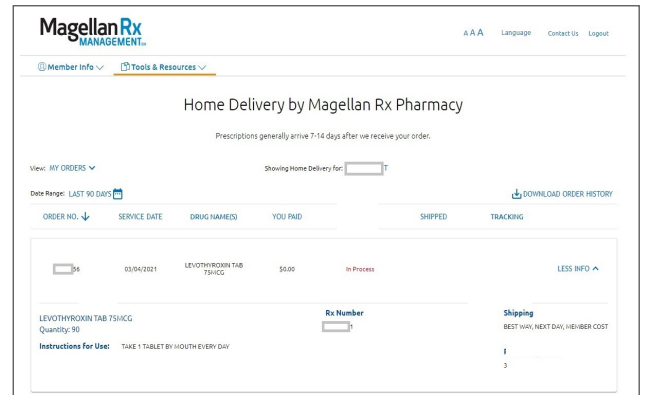 Magellan Rx
MANAGEMENT
A A A Language Contact Us Logout
Member Info Tools & Resources
Home Delivery by Magellan Rx Pharmacy
Prescriptions generally arrive 7-14 days after we receive your order.
View: MY ORDERS Showing Home Delivery for: T
Date Range: LAST 90 DAYS DOWNLOAD ORDER HISTORY
ORDER NO. SERVICE DATE DRUG NAME(S) YOU PAID SHIPPED TRACKING
56 03/04/2021 LEVOTHYROXIN TAB 75MCG $0.00 In Process LESS INFO
LEVOTHYROXIN TAB 75MCG
Quantity: 90
Instructions for Use: TAKE 1 TABLET BY MOUTH EVERY DAY
Rx Number
1
Shipping
BEST WAY, NEXT DAY, MEMBER COST
3